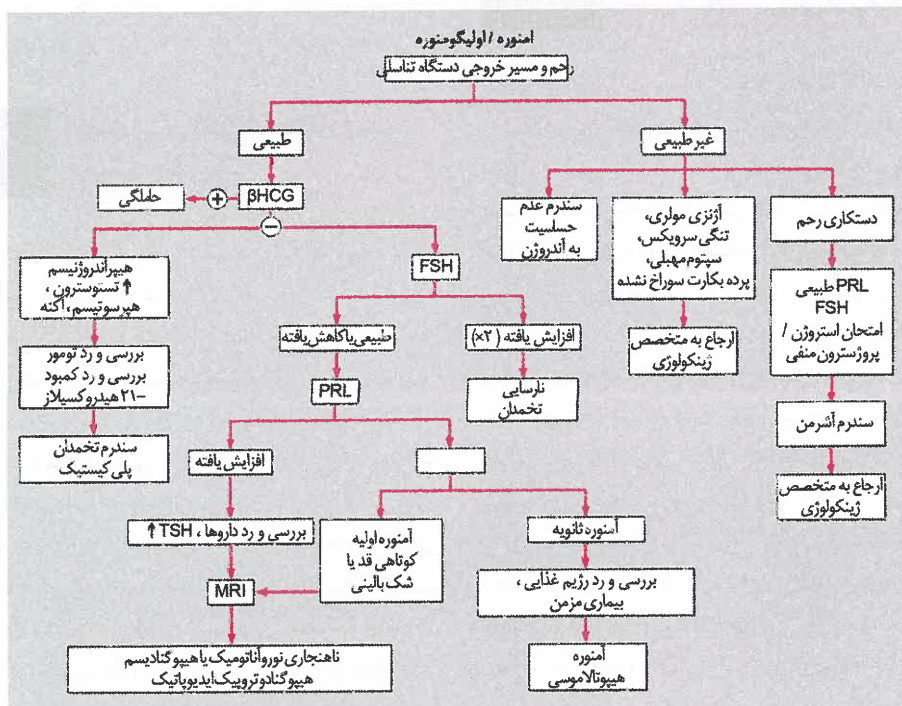 آمنوره / اولیگومنوره
رحم و مسیر خروجی دستگاه تناسلی
غیر طبیعی
طبیعی
دستکاری رحم
آژنزی مولری،
تنگی سرویکس،
سپتوم مهبلی،
پرده بکارت سوراخ نشده
سندرم عدم
حساسیت
به آندروژن
βHCG
+
حاملگی
−
PRL طبیعی
FSH
امتحان استروژن /
پروژسترون منفی
ارجاع به متخصص
ژینکولوژی
سندرم آشرمن
ارجاع به متخصص
ژینکولوژی
FSH
هیپرآندروژنیسم
↑ تستوسترون ،
هپرسوتیسم، آکنه
افزایش یافته (×۲)
طبیعی یا کاهش یافته
بررسی و رد تومور
بررسی و رد کمبود
۲۱- هیدروکسیلاز
نارسایی
تخمدان
PRL
سندرم تخمدان
پلی کیستیک
افزایش یافته
آمنوره ثانویه
آمنوره اولیه
کوتاهی قد یا
شک بالینی
بررسی و رد داروها ، TSH ↑
بررسی و رد رژیم غذایی ،
بیماری مزمن
MRI
آمنوره
هیپوتالاموسی
ناهنجاری نوروآناتومیک یا هیپوگنادیسم
هیپوگنادوتروپیک ایدیوپاتیک